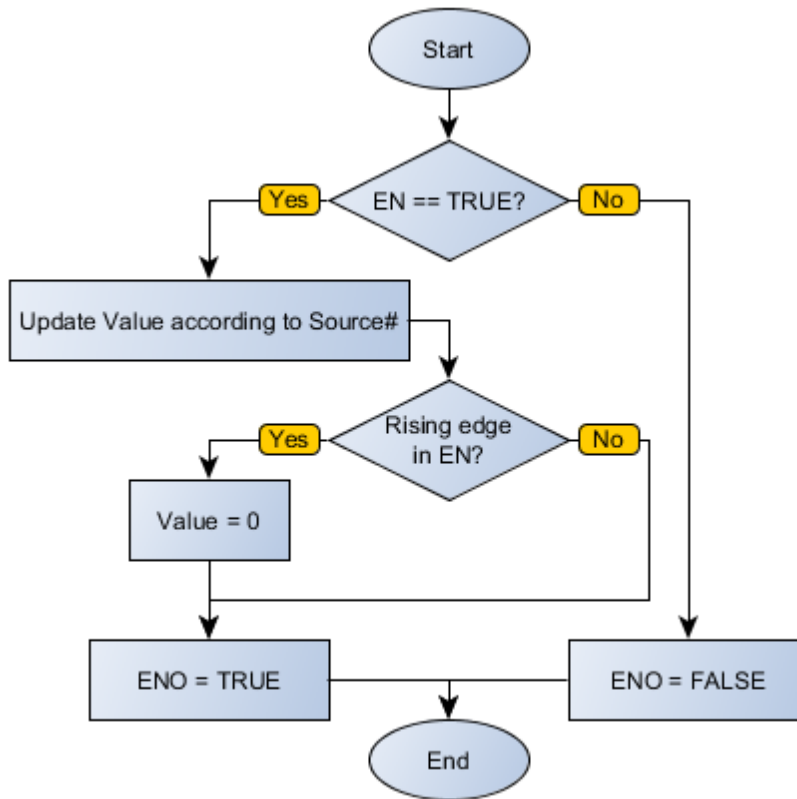 Start
EN == TRUE?
Yes
No
Update Value according to Source#
Rising edge
in EN?
Yes
No
Value = 0
ENO = TRUE
ENO = FALSE
End